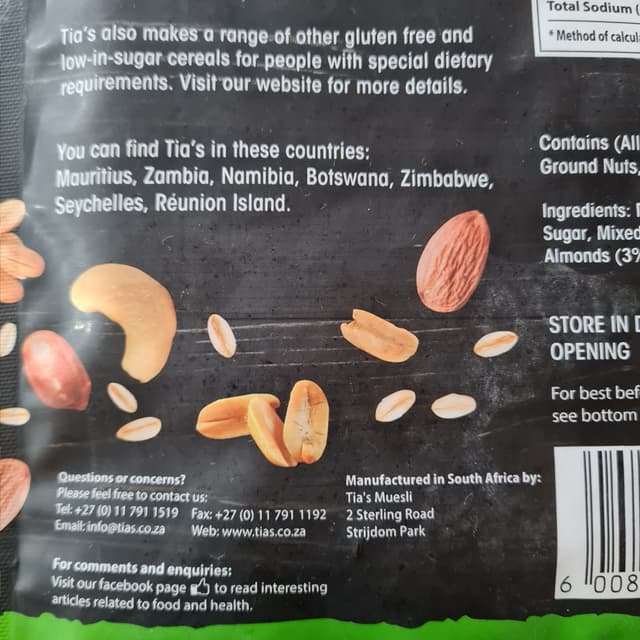 Tia's also makes a range of other gluten free and
low-in-sugar cereals for people with special dietary
requirements. Visit our website for more details.
You can find Tia's in these countries:
Mauritius, Zambia, Namibia, Botswana, Zimbabwe,
Seychelles, Réunion Island.
Questions or concerns?
Please feel free to contact us:
Tel: +27 (0) 11 791 1519 Fax: +27 (0) 11 791 1192
Email: info@tias.co.za Web: www.tias.co.za
For comments and enquiries:
Visit our facebook page to read interesting
articles related to food and health.
Manufactured in South Africa by:
Tia's Muesli
2 Sterling Road
Strijdom Park
Total Sodium (
* Method of calcul
Contains (All
Ground Nuts,
Ingredients:
Sugar, Mixed
Almonds (3%
STORE IN
OPENING
For best bef
see bottom
6 008